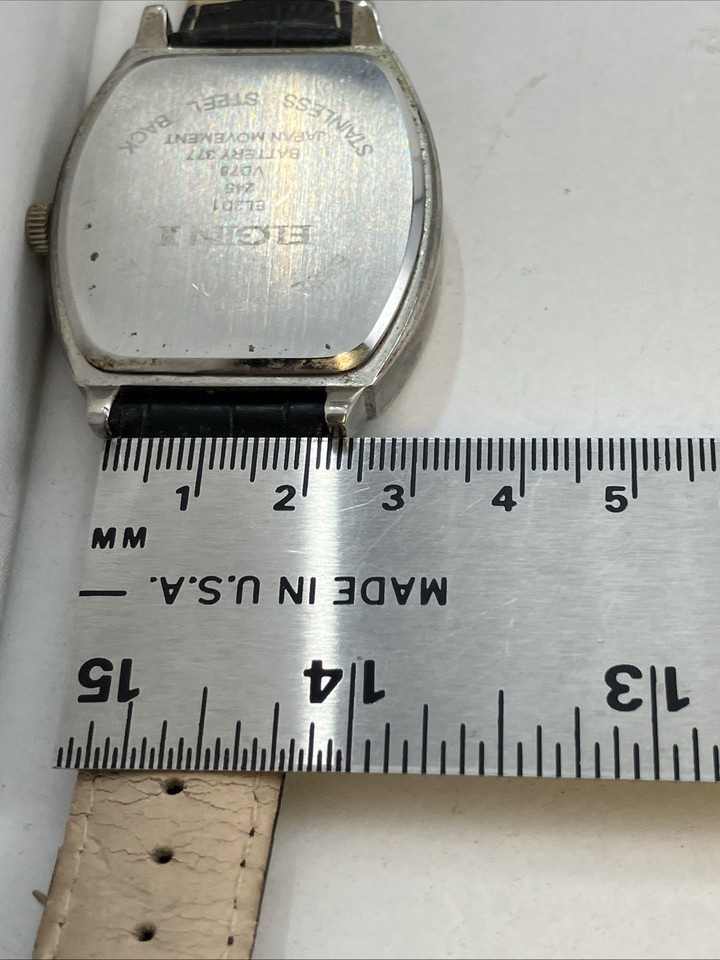 STAINLESS STEEL BACK
JAPAN MOVEMENT
BATTERY 377
VD78
245
EL2D1
ELGIN II
1 2 3 4 5
MM
MADE IN U.S.A.
15 14 13